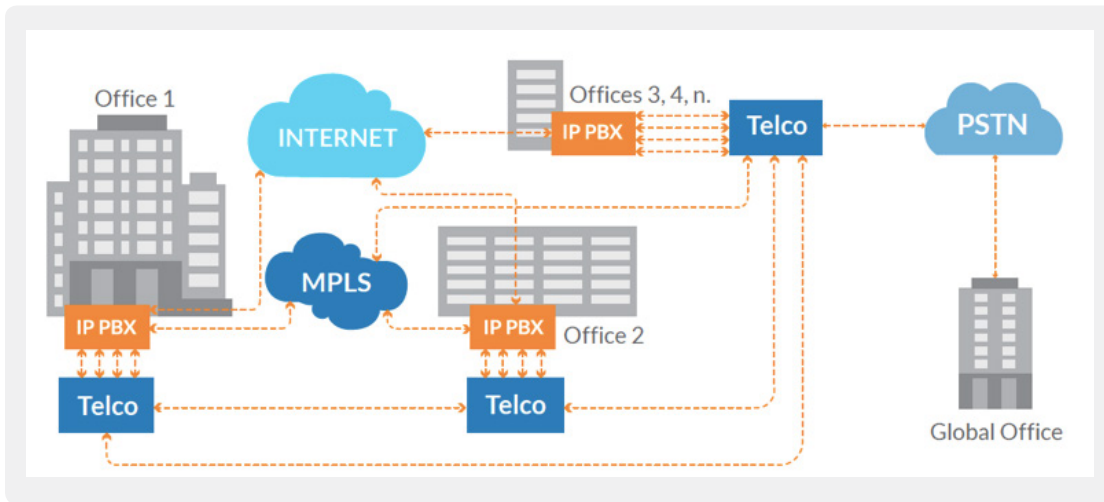 Office 1
INTERNET
Offices 3, 4, n.
IP PBX
Telco
PSTN
MPLS
IP PBX
IP PBX
Office 2
Telco
Telco
Global Office